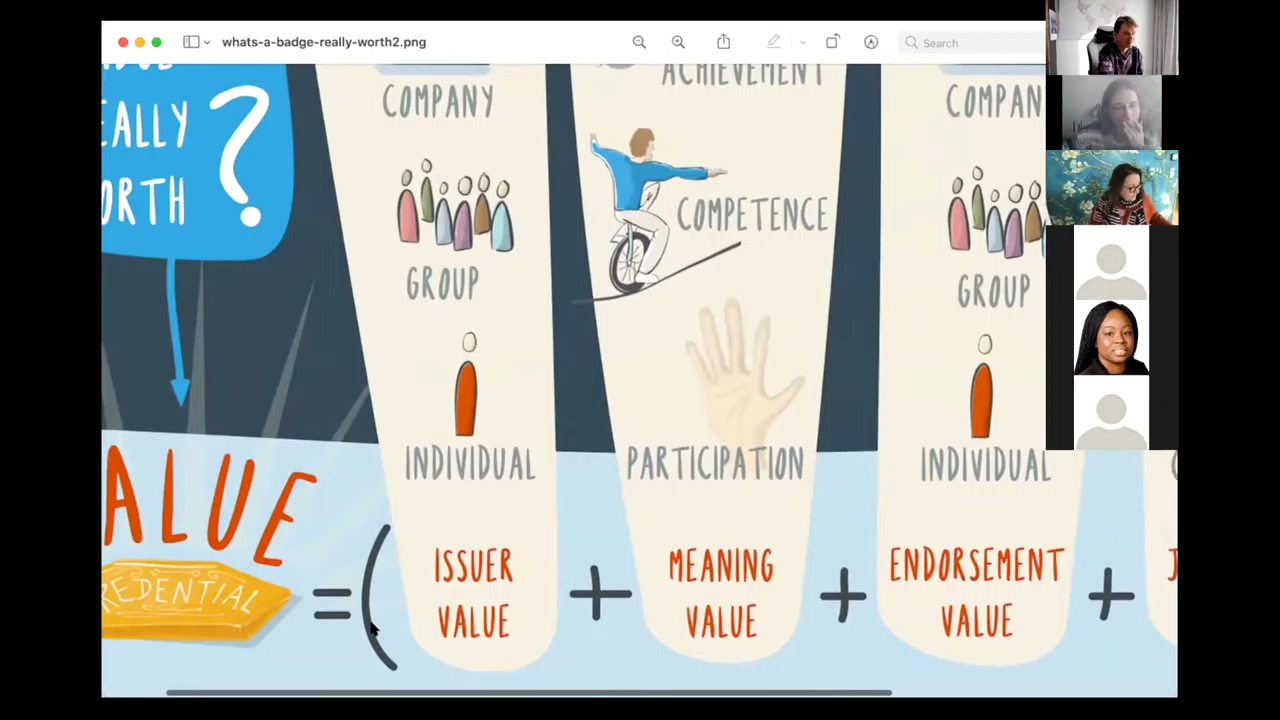 whats-a-badge-really-worth2.png
Search
EALLY
ORTH
?
ALUE
REDENTIAL
= (
COMPANY
GROUP
INDIVIDUAL
ISSUER
VALUE
+
ACHIEVEMENT
COMPETENCE
PARTICIPATION
MEANING
VALUE
+
COMPAN
GROUP
INDIVIDUAL
ENDORSEMENT
VALUE
+